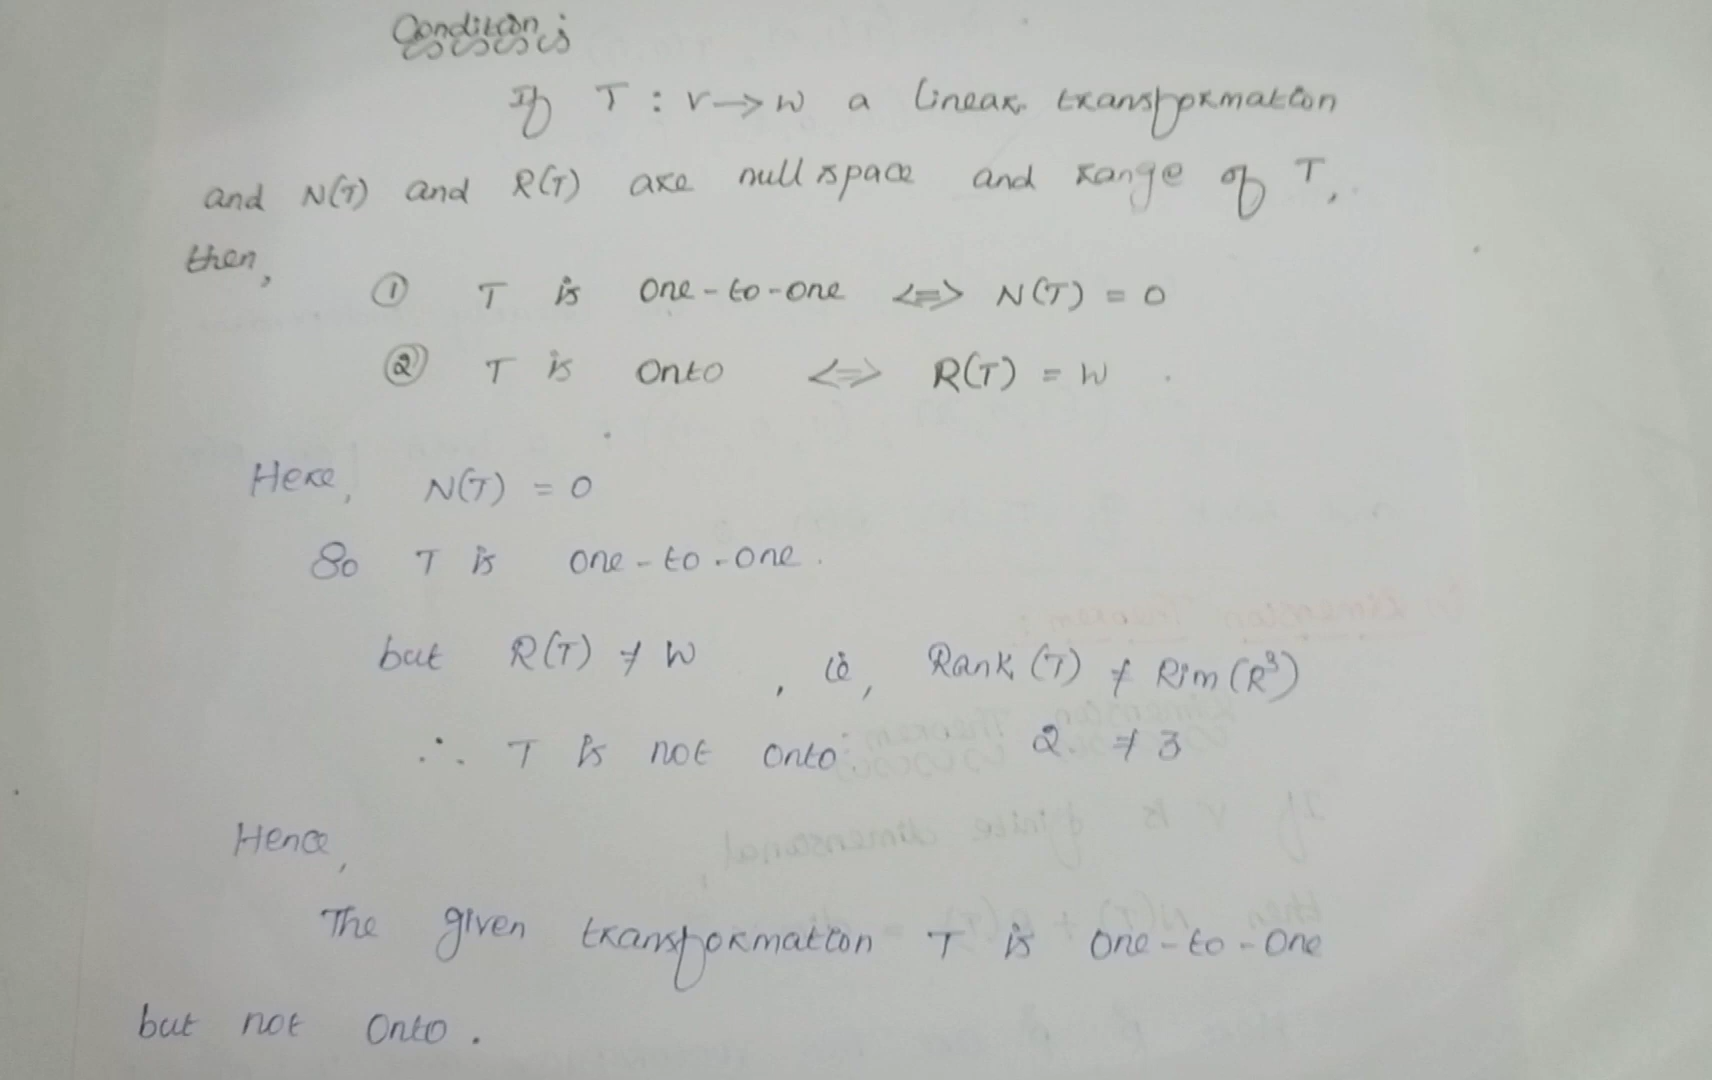 Condition:
If T : V → W a linear transformation
and N(T) and R(T) are null space and range of T,
then,
① T is one-to-one <=> N(T) = 0
② T is Onto <=> R(T) = W.
Here, N(T) = 0
So T is one-to-one.
but R(T) ≠ W, ie, Rank (T) ≠ Rim (R³)
∴ T is not onto. 2 ≠ 3
Hence,
The given transformation T is One-to-One
but not Onto.